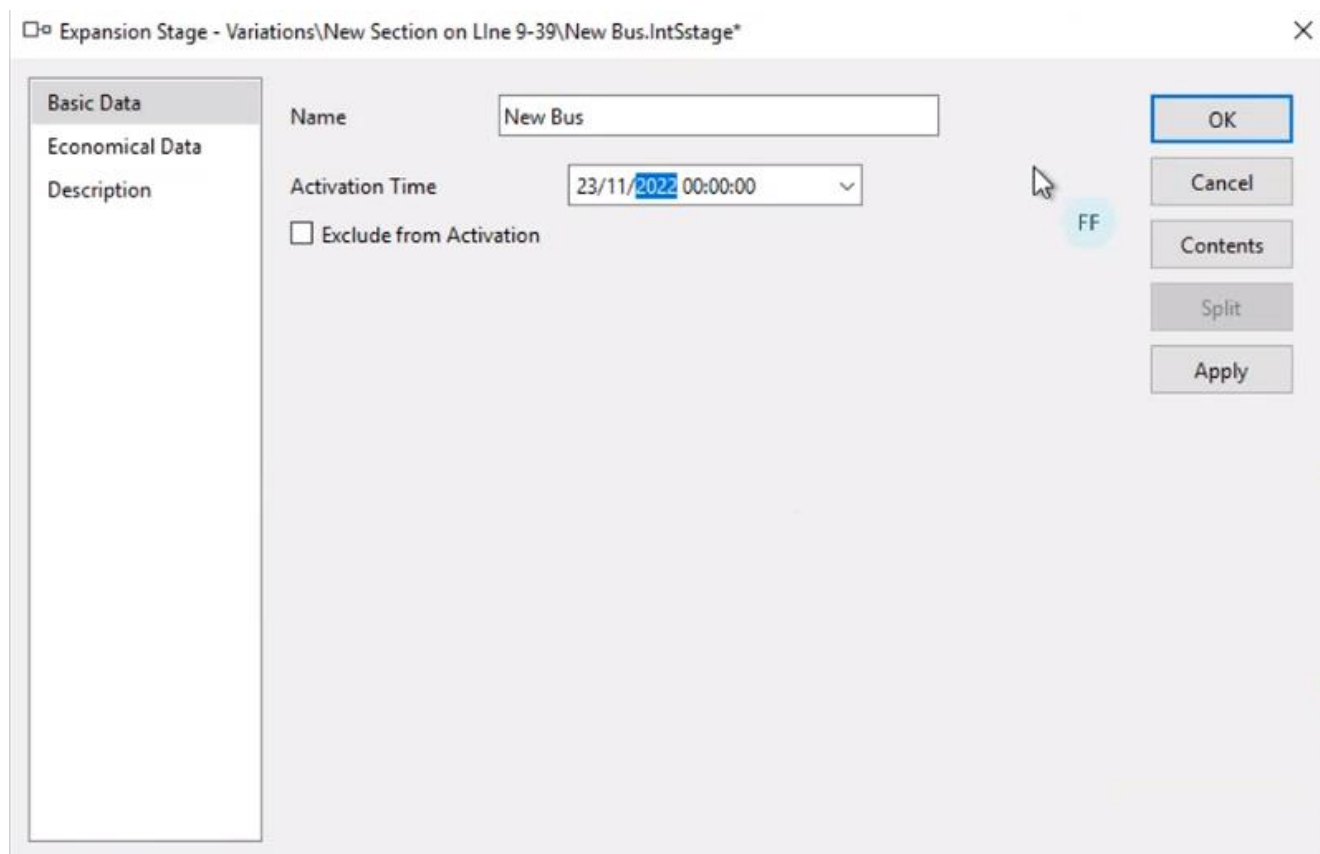 Expansion Stage - Variations\New Section on LIne 9-39\New Bus.IntSstage*
Basic Data
Economical Data
Description
Name
New Bus
Activation Time
23/11/2022 00:00:00
Exclude from Activation
OK
Cancel
FF
Contents
Split
Apply